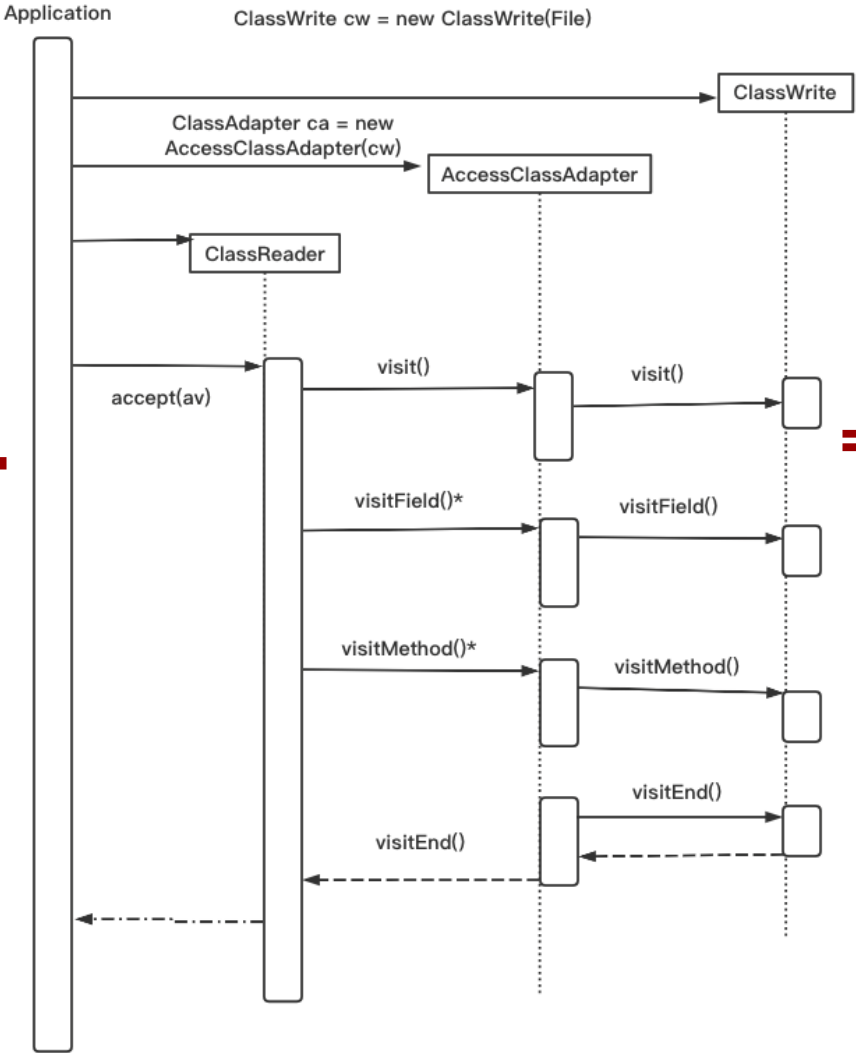 Application
ClassWrite cw = new ClassWrite(File)
ClassWrite
ClassAdapter ca = new
AccessClassAdapter(cw)
AccessClassAdapter
ClassReader
visit()
visit()
accept(av)
visitField()*
visitField()
visitMethod()*
visitMethod()
visitEnd()
visitEnd()